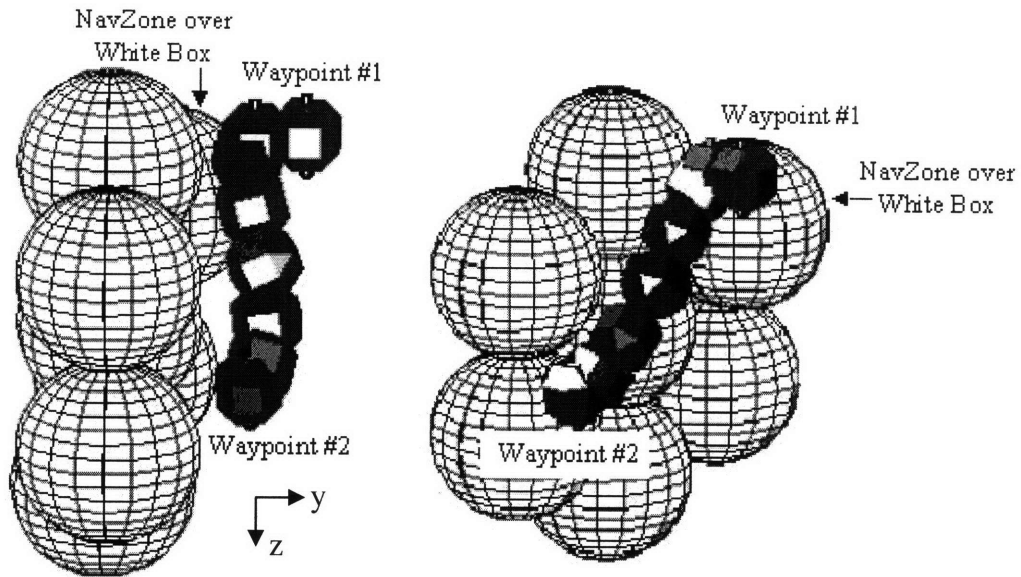 NavZone over
White Box
Waypoint #1
Waypoint #2
y
z
Waypoint #1
NavZone over
White Box
Waypoint #2